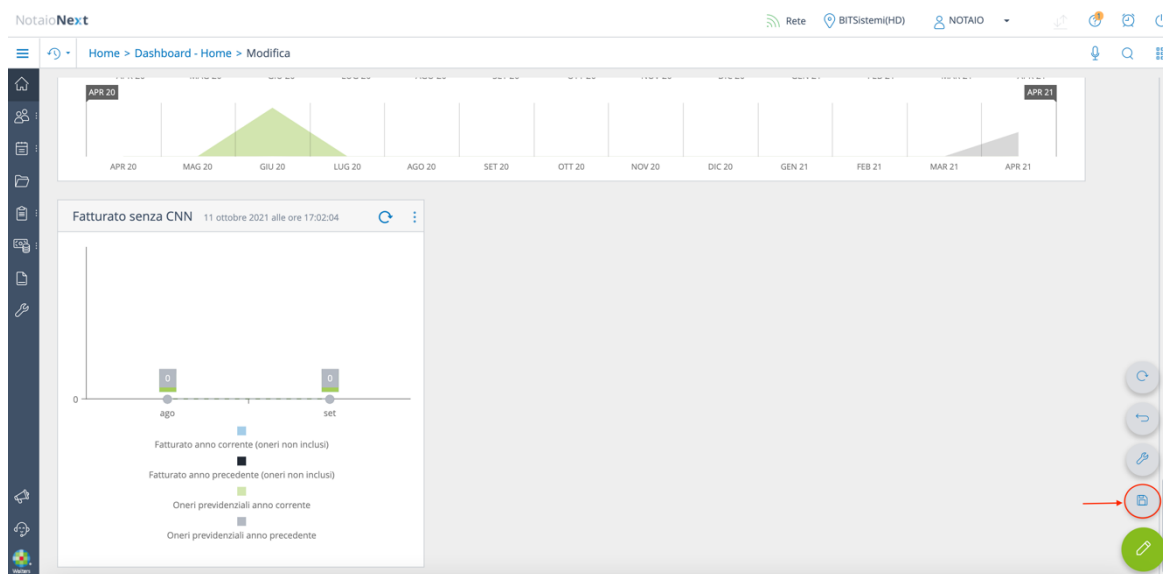 NotaioNext
Rete BITSistemi(HD) NOTAIO
1
Home > Dashboard - Home > Modifica
APR 20 APR 21
APR 20 MAG 20 GIU 20 LUG 20 AGO 20 SET 20 OTT 20 NOV 20 DIC 20 GEN 21 FEB 21 MAR 21 APR 21
Fatturato senza CNN 11 ottobre 2021 alle ore 17:02:04
0 0
0
ago set
Fatturato anno corrente (oneri non inclusi)
Fatturato anno precedente (oneri non inclusi)
Oneri previdenziali anno corrente
Oneri previdenziali anno precedente
Wolters